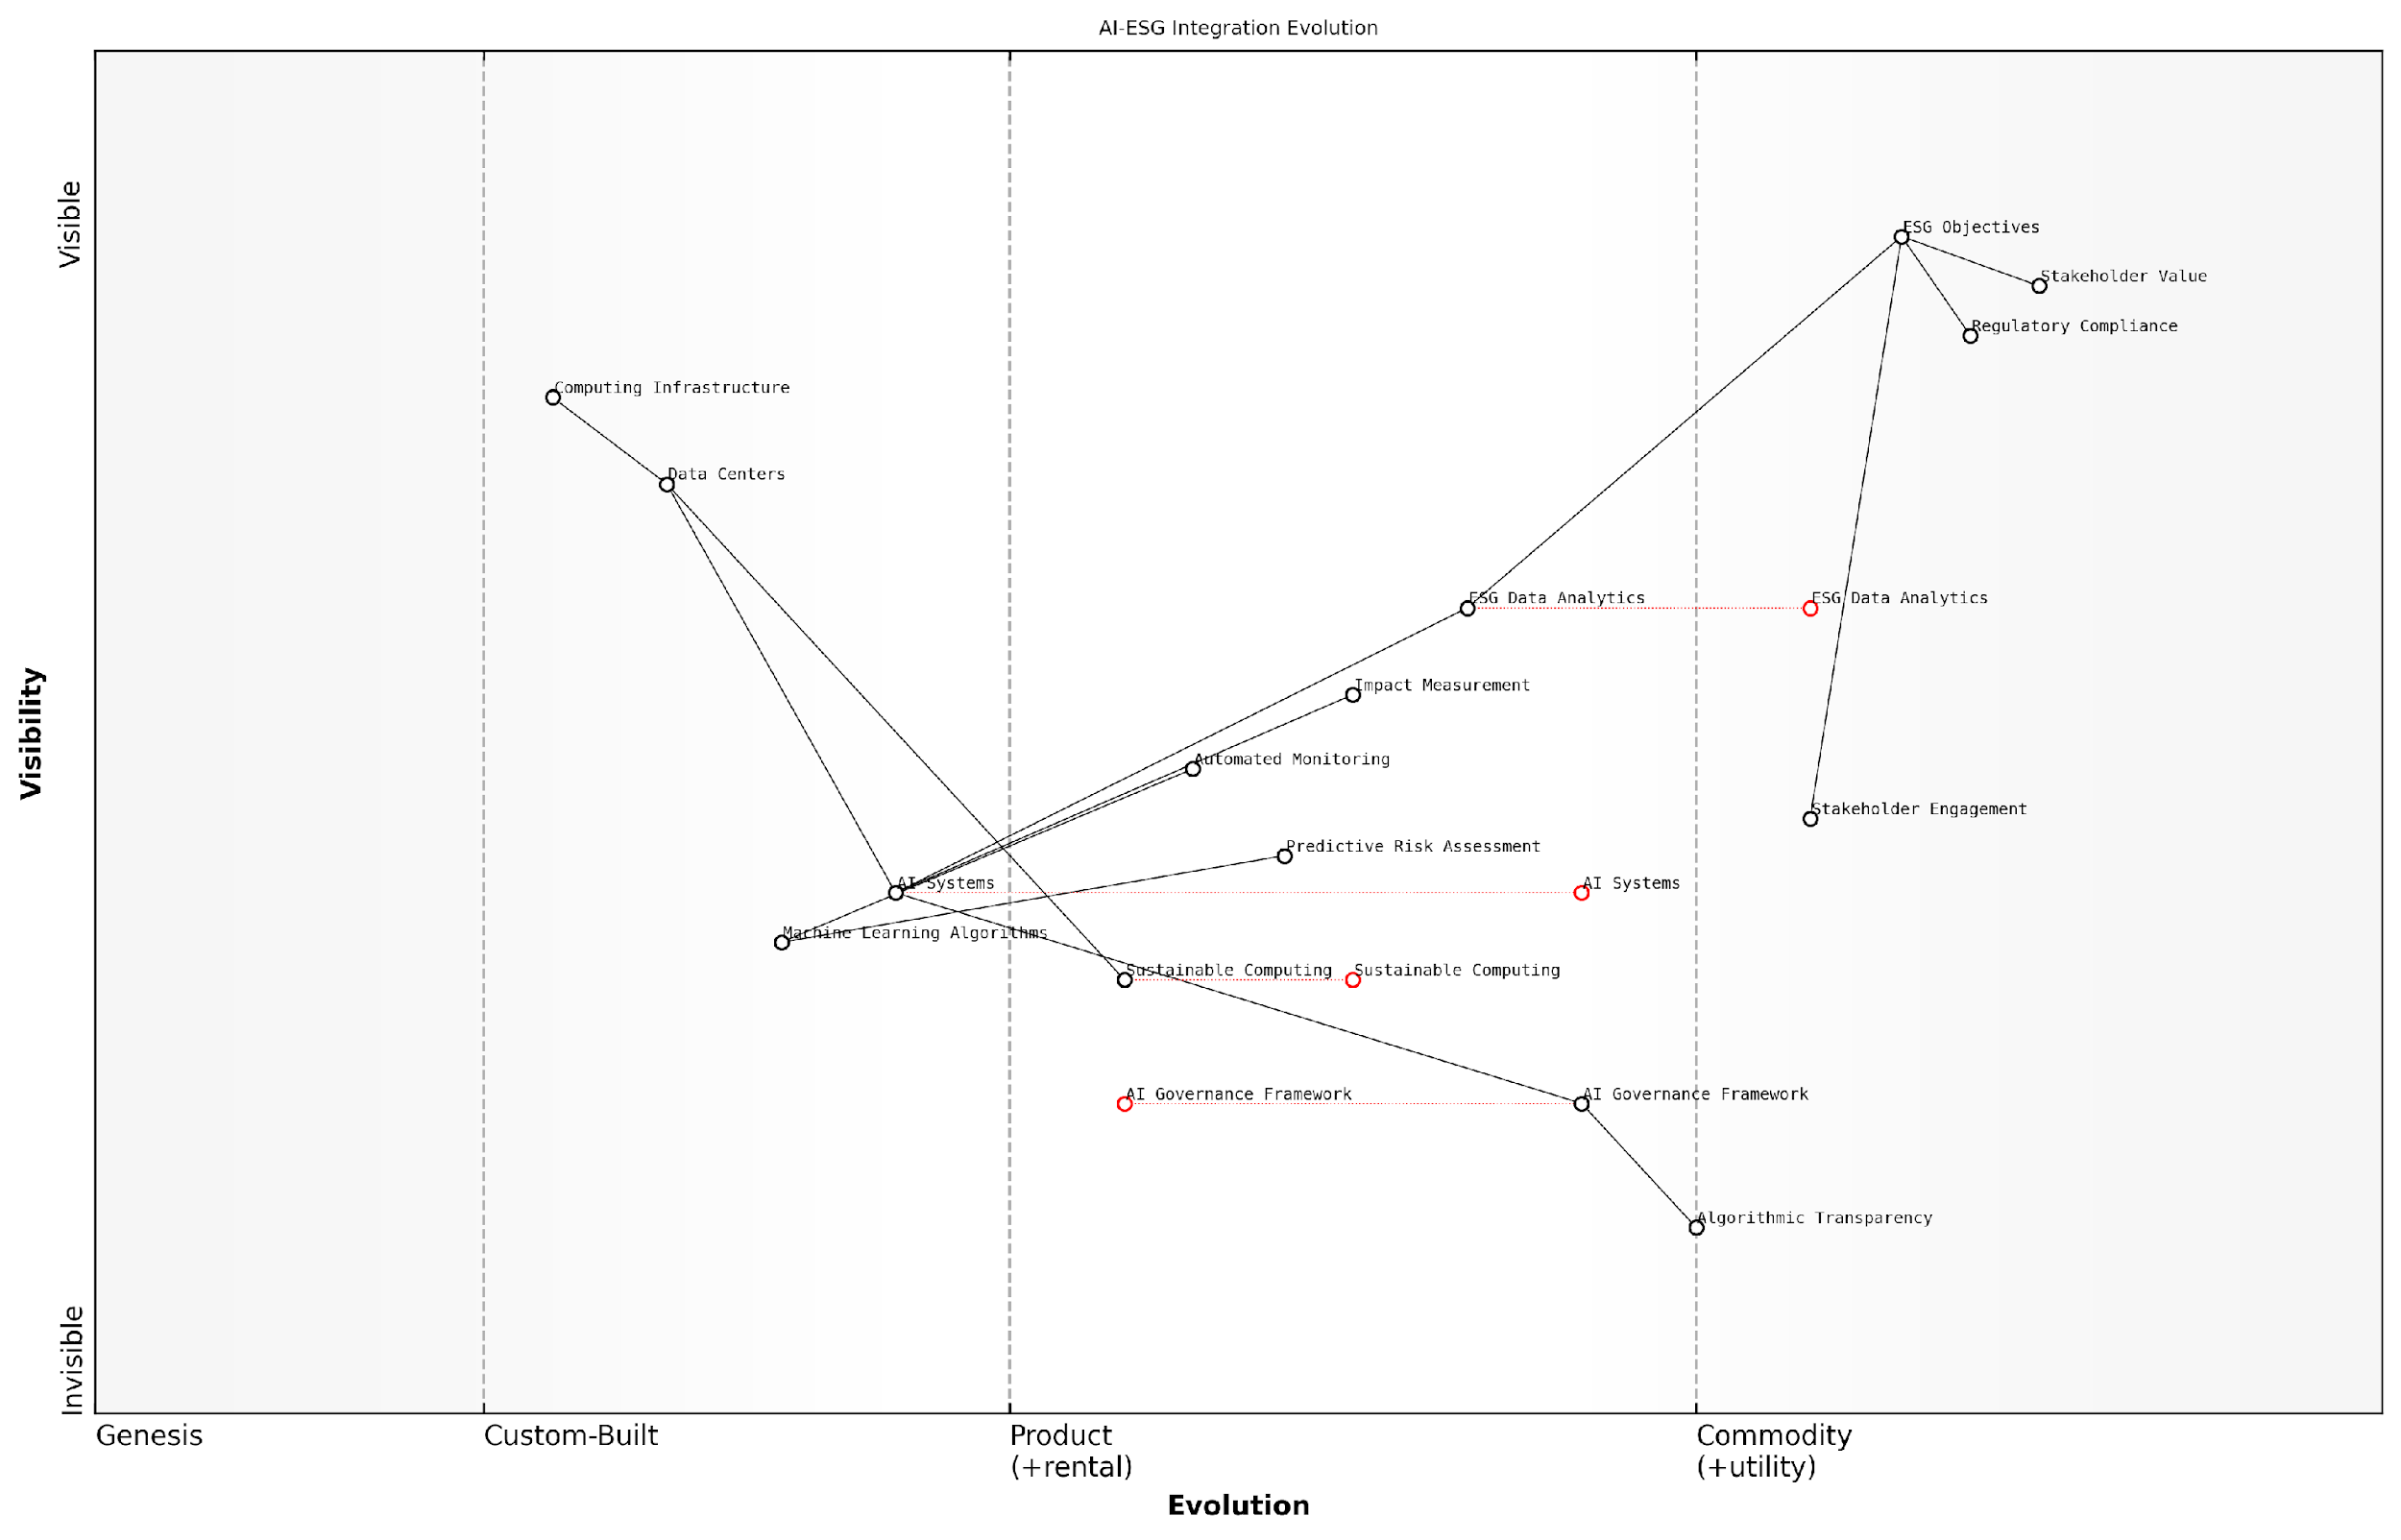 AI-ESG Integration Evolution
Visible
Visibility
Invisible
ESG Objectives
Stakeholder Value
Regulatory Compliance
Computing Infrastructure
Data Centers
ESG Data Analytics
ESG Data Analytics
Impact Measurement
Automated Monitoring
Stakeholder Engagement
Predictive Risk Assessment
AI Systems
AI Systems
Machine Learning Algorithms
Sustainable Computing
Sustainable Computing
AI Governance Framework
AI Governance Framework
Algorithmic Transparency
Genesis
Custom-Built
Product
(+rental)
Commodity
(+utility)
Evolution